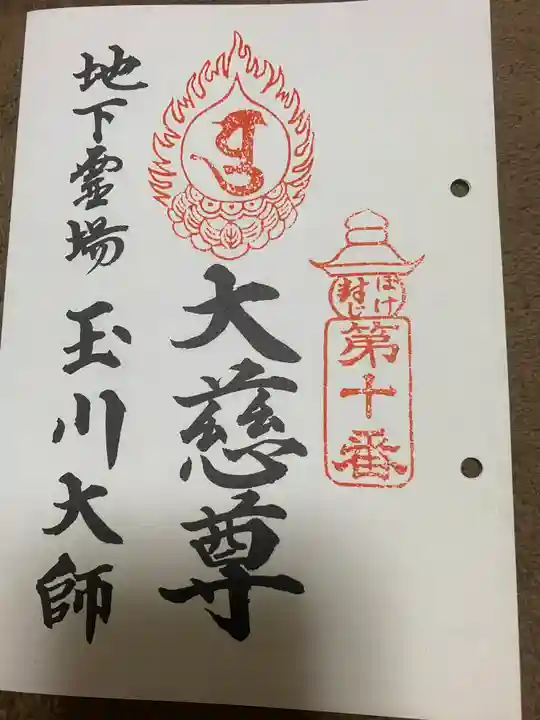 ぼけ
封じ
第十番
大慈尊
地下霊場 玉川大師